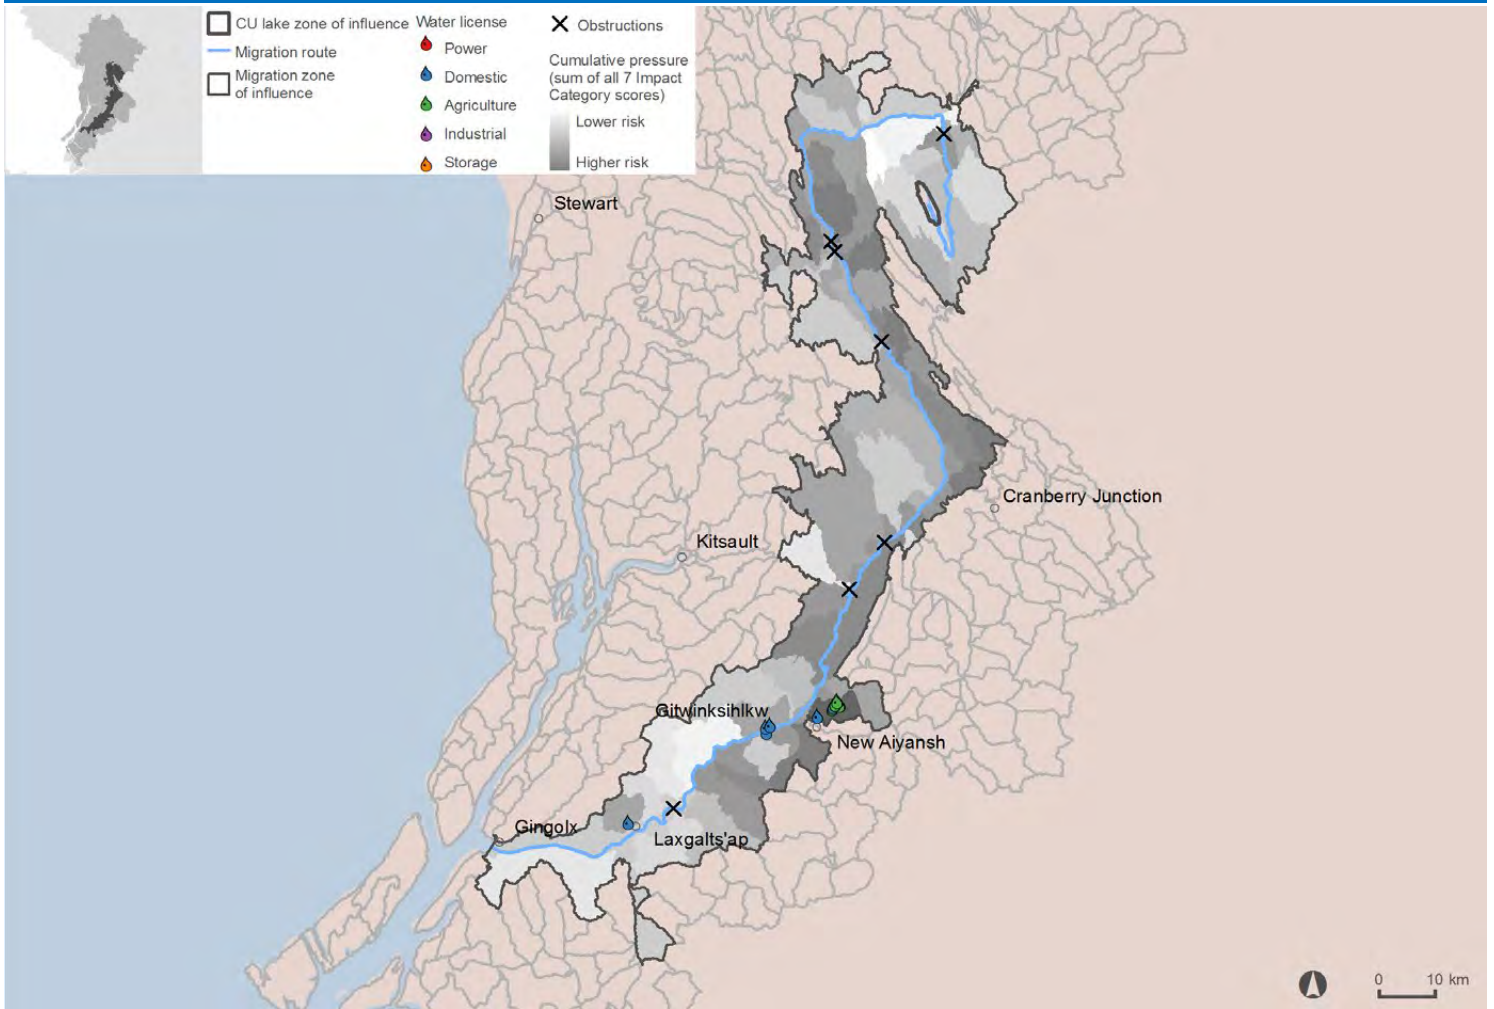 CU lake zone of influence
Migration route
Migration zone
of influence
Water license
Power
Domestic
Agriculture
Industrial
Storage
Obstructions
Cumulative pressure
(sum of all 7 Impact
Category scores)
Lower risk
Higher risk
Stewart
Cranberry Junction
Kitsault
Gitwinksihlkw
New Aiyansh
Gingolx
Laxgalts'ap
0 10 km